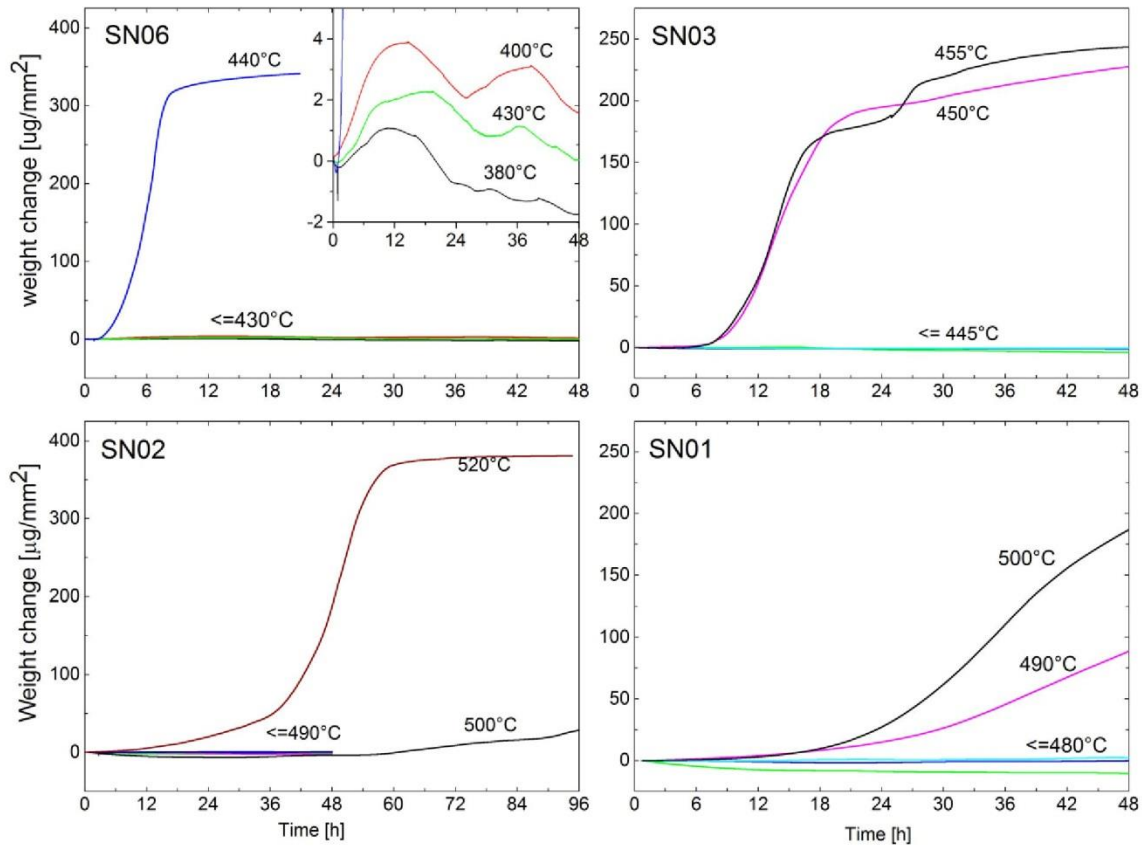 SN06
440°C
<=430°C
400°C
430°C
380°C
4
2
0
-2
0 12 24 36 48
400
300
200
100
0
weight change [ug/mm2]
0 6 12 18 24 30 36 42 48
SN03
455°C
450°C
<= 445°C
250
225
200
175
150
125
100
75
50
25
0
0 6 12 18 24 30 36 42 48
SN02
520°C
<=490°C
500°C
400
300
200
100
0
Weight change [μg/mm2]
0 12 24 36 48 60 72 84 96
Time [h]
SN01
500°C
490°C
<=480°C
250
200
150
100
50
0
0 6 12 18 24 30 36 42 48
Time [h]